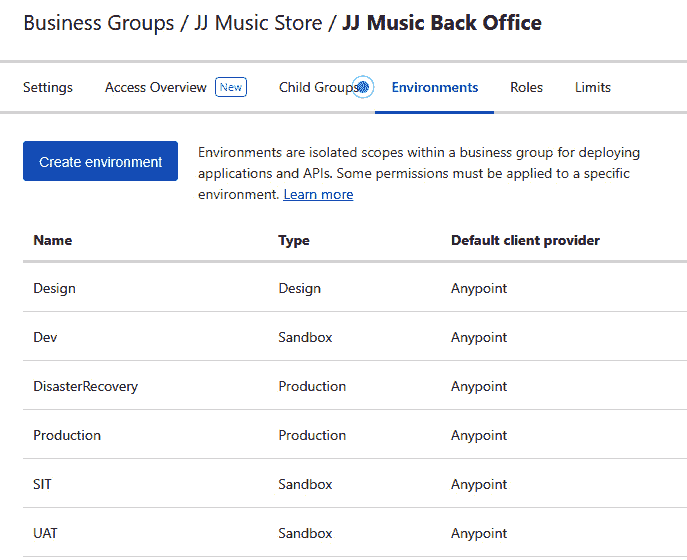 Business Groups / JJ Music Store / JJ Music Back Office
Settings Access Overview New Child Groups Environments Roles Limits
Create environment
Environments are isolated scopes within a business group for deploying
applications and APIs. Some permissions must be applied to a specific
environment. Learn more
Name Type Default client provider
Design Design Anypoint
Dev Sandbox Anypoint
DisasterRecovery Production Anypoint
Production Production Anypoint
SIT Sandbox Anypoint
UAT Sandbox Anypoint